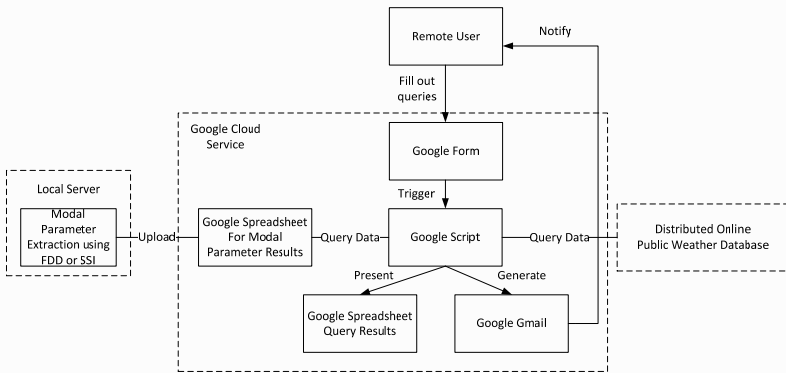 Remote User
Notify
Fill out
queries
Google Cloud
Service
Google Form
Trigger
Local Server
Modal
Parameter
Extraction using
FDD or SSI
Upload
Google Spreadsheet
For Modal
Parameter Results
Query Data
Google Script
Query Data
Distributed Online
Public Weather Database
Present
Generate
Google Spreadsheet
Query Results
Google Gmail